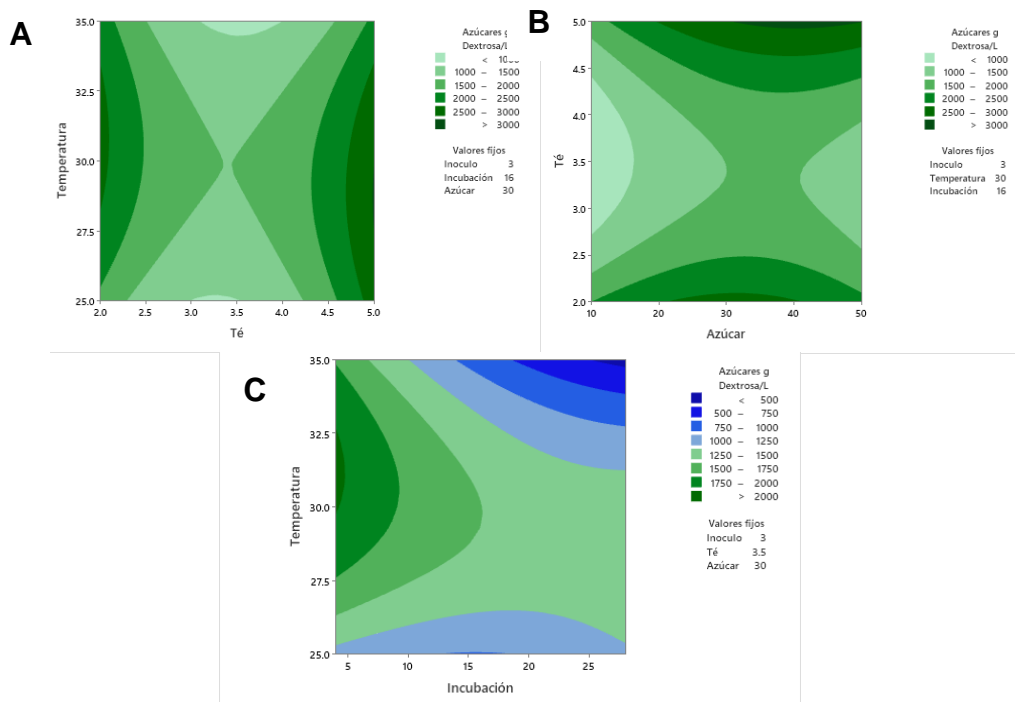 A
35.0
32.5
30.0
27.5
25.0
2.0 2.5 3.0 3.5 4.0 4.5 5.0
Temperatura
Té
Azúcares g
Dextrosa/L
<
1000 – 1500
1500 – 2000
2000 – 2500
2500 – 3000
> 3000
Valores fijos
Inoculo 3
Incubación 16
Azúcar 30
B
5.0
4.5
4.0
3.5
3.0
2.5
2.0
10 20 30 40 50
Té
Azúcar
Azúcares g
Dextrosa/L
< 1000
1000 – 1500
1500 – 2000
2000 – 2500
2500 – 3000
> 3000
Valores fijos
Inoculo 3
Temperatura 30
Incubación 16
C
35.0
32.5
30.0
27.5
25.0
5 10 15 20 25
Temperatura
Incubación
Azúcares g
Dextrosa/L
< 500
500 – 750
750 – 1000
1000 – 1250
1250 – 1500
1500 – 1750
1750 – 2000
> 2000
Valores fijos
Inoculo 3
Té 3.5
Azúcar 30